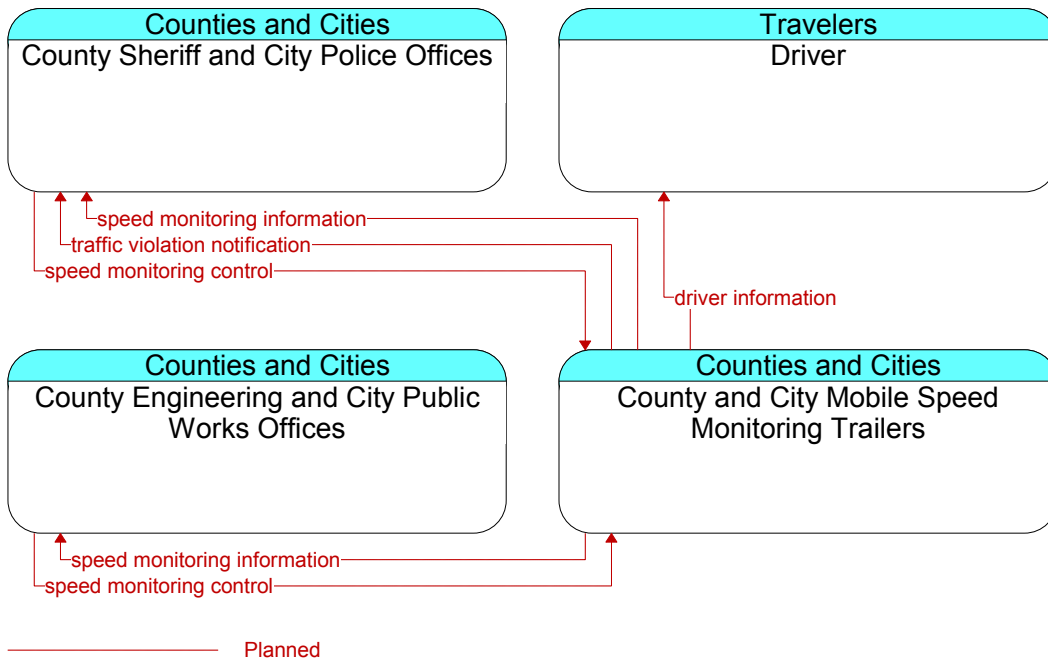 Counties and Cities
County Sheriff and City Police Offices
Travelers
Driver
speed monitoring information
traffic violation notification
speed monitoring control
driver information
Counties and Cities
County Engineering and City Public
Works Offices
Counties and Cities
County and City Mobile Speed
Monitoring Trailers
speed monitoring information
speed monitoring control
Planned